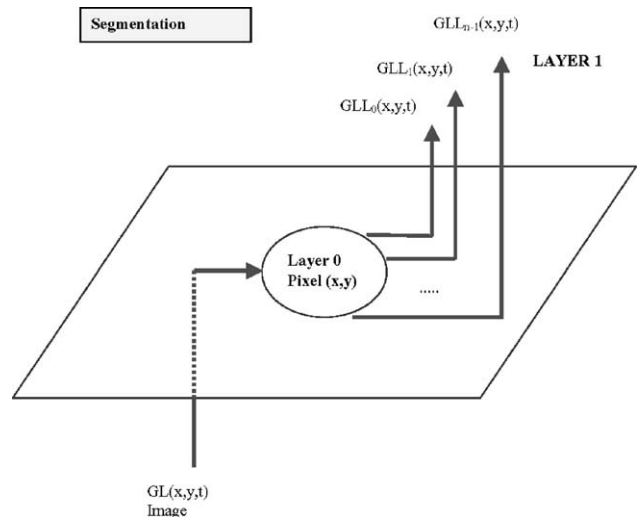 Segmentation
GLLn-1(x,y,t)
LAYER 1
GLL1(x,y,t)
GLL0(x,y,t)
Layer 0
Pixel (x,y)
.....
GL(x,y,t)
Image